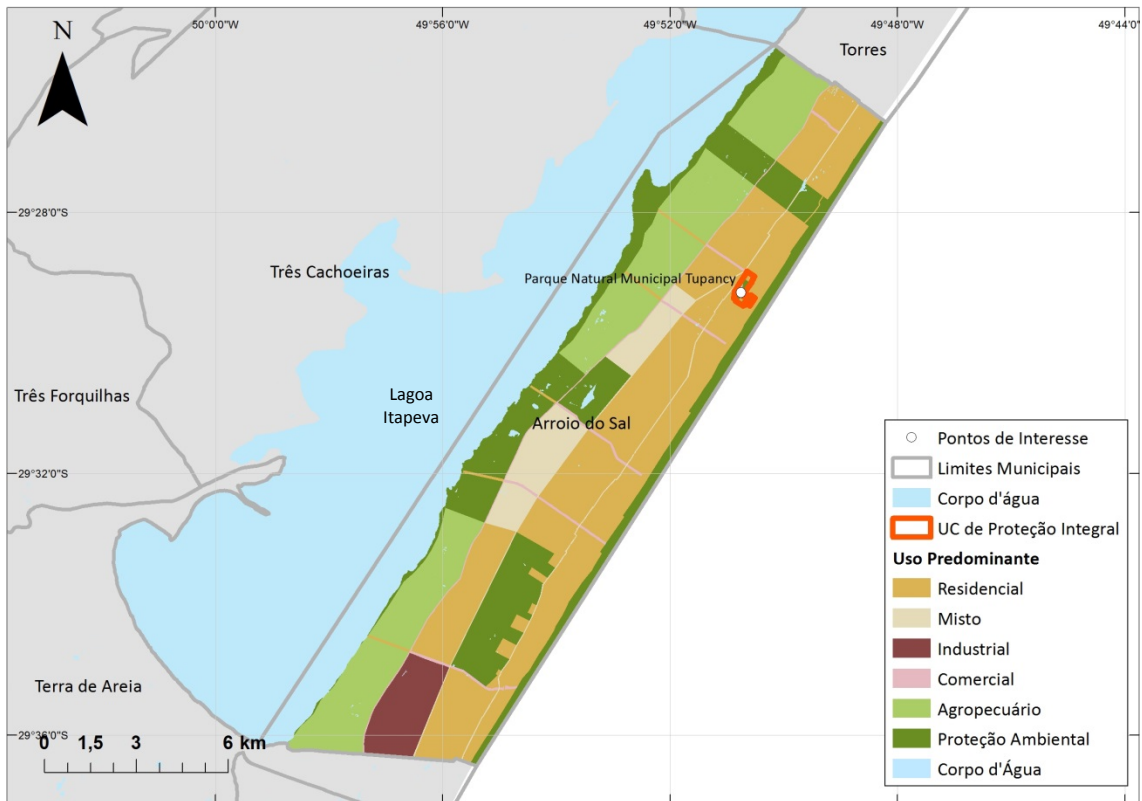 50°0'0"W
49°56'0"W
49°52'0"W
49°48'0"W
49°44'0"W
N
Torres
29°28'0"S
Três Cachoeiras
Parque Natural Municipal Tupancy
Três Forquilhas
Lagoa
Itapeva
Arroio do Sal
29°32'0"S
Terra de Areia
29°36'0"S
0 1,5 3 6 km
Pontos de Interesse
Limites Municipais
Corpo d'água
UC de Proteção Integral
Uso Predominante
Residencial
Misto
Industrial
Comercial
Agropecuário
Proteção Ambiental
Corpo d'Água